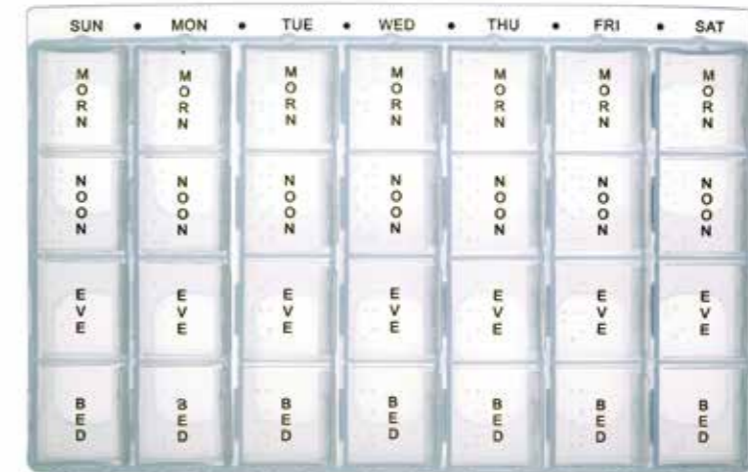 SUN • MON • TUE • WED • THU • FRI • SAT
MORN MORN MORN MORN MORN MORN MORN
NOON NOON NOON NOON NOON NOON NOON
EVE EVE EVE EVE EVE EVE EVE
BED BED BED BED BED BED BED